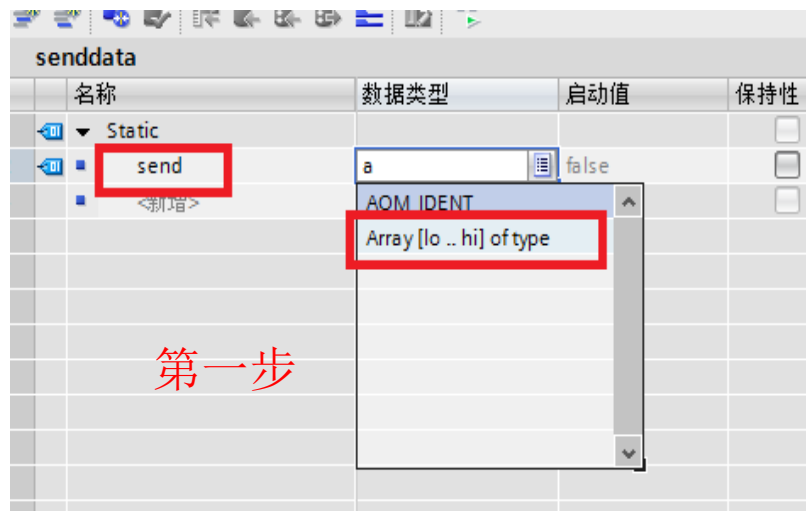 senddata
名称 数据类型 启动值 保持性
Static
send a false
<新增> AOM_IDENT
Array [lo .. hi] of type
第一步